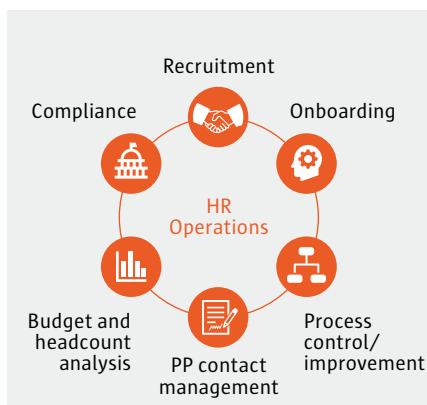 Recruitment
Compliance
Onboarding
HR
Operations
Budget and
headcount
analysis
PP contact
management
Process
control/
improvement